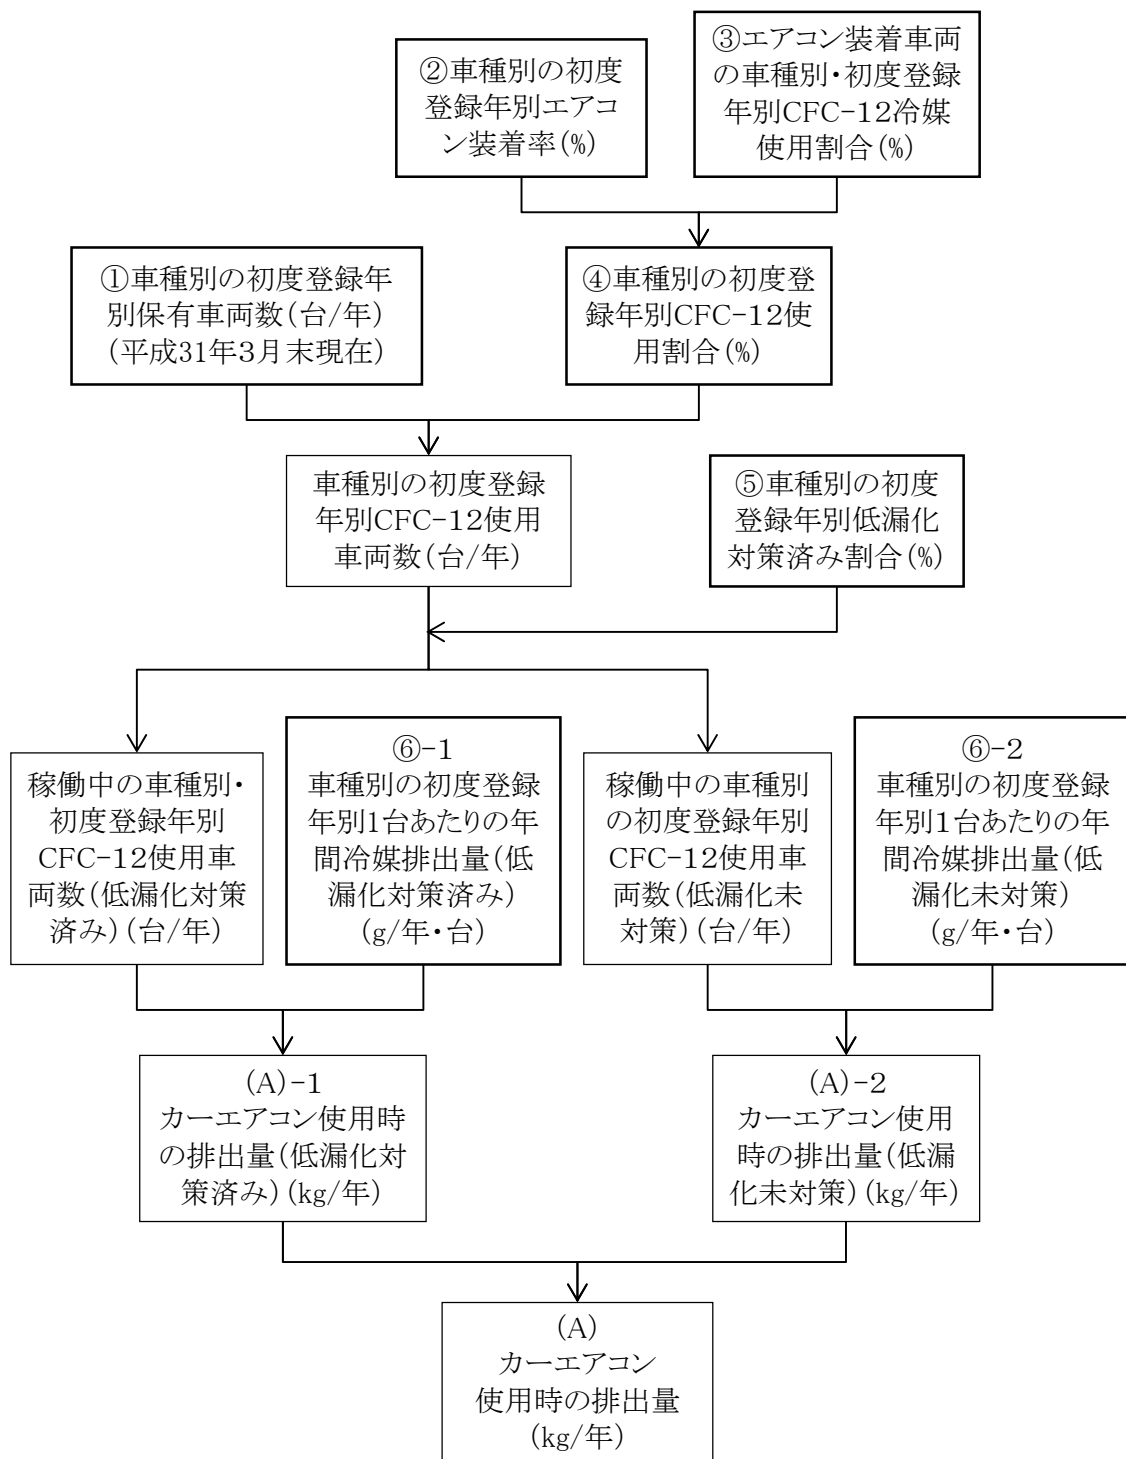 ②車種別の初度
登録年別エアコ
ン装着率(%)
③エアコン装着車両
の車種別・初度登録
年別CFC-12冷媒
使用割合(%)
①車種別の初度登録年
別保有車両数(台/年)
(平成31年3月末現在)
④車種別の初度登
録年別CFC-12使
用割合(%)
車種別の初度登録
年別CFC-12使用
車両数(台/年)
⑤車種別の初度
登録年別低漏化
対策済み割合(%)
稼働中の車種別・
初度登録年別
CFC-12使用車
両数(低漏化対策
済み)(台/年)
⑥-1
車種別の初度登録
年別1台あたりの年
間冷媒排出量(低
漏化対策済み)
(g/年・台)
稼働中の車種別
の初度登録年別
CFC-12使用車
両数(低漏化未
対策)(台/年)
⑥-2
車種別の初度登録
年別1台あたりの年
間冷媒排出量(低
漏化未対策)
(g/年・台)
(A)-1
カーエアコン使用時
の排出量(低漏化対
策済み)(kg/年)
(A)-2
カーエアコン使用
時の排出量(低漏
化未対策)(kg/年)
(A)
カーエアコン
使用時の排出量
(kg/年)